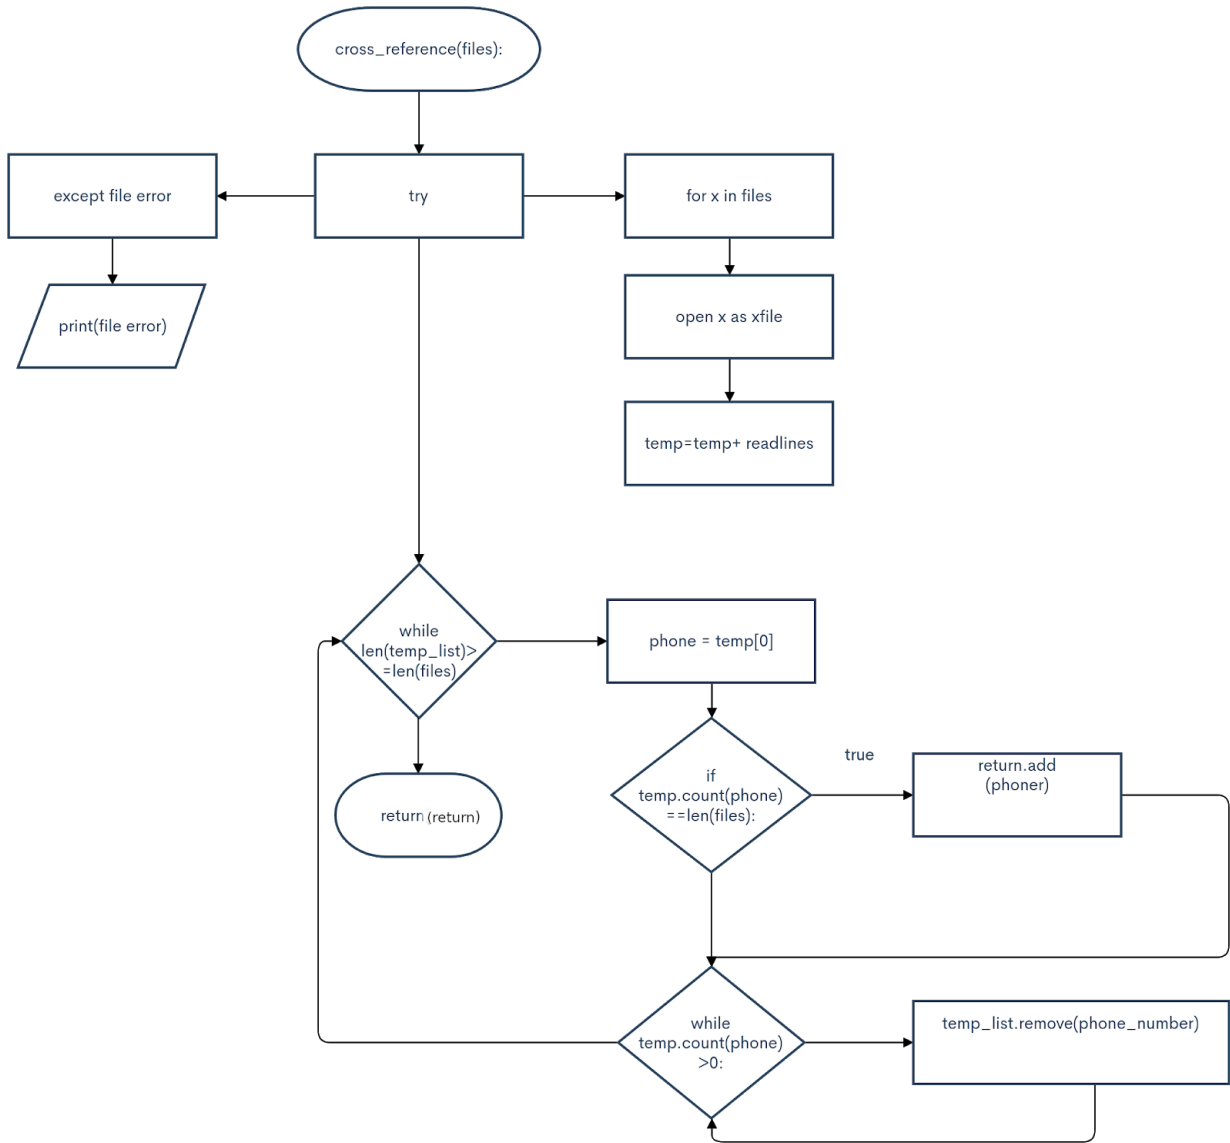 cross_reference(files):
except file error
try
for x in files
print(file error)
open x as xfile
temp=temp+ readlines
while
len(temp_list)>
=len(files)
phone = temp[0]
return (return)
if
temp.count(phone)
==len(files):
true
return.add
(phoner)
while
temp.count(phone)
>0:
temp_list.remove(phone_number)